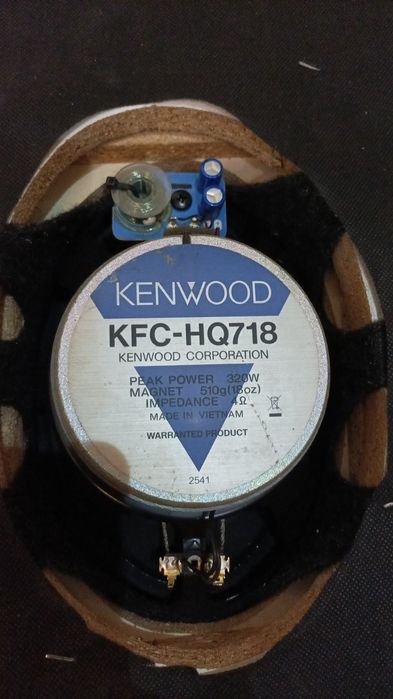 KENWOOD
KFC-HQ718
KENWOOD CORPORATION
PEAK POWER 320W
MAGNET 510g(18oz)
IMPEDANCE 4Ω
MADE IN VIETNAM
WARRANTED PRODUCT
2541